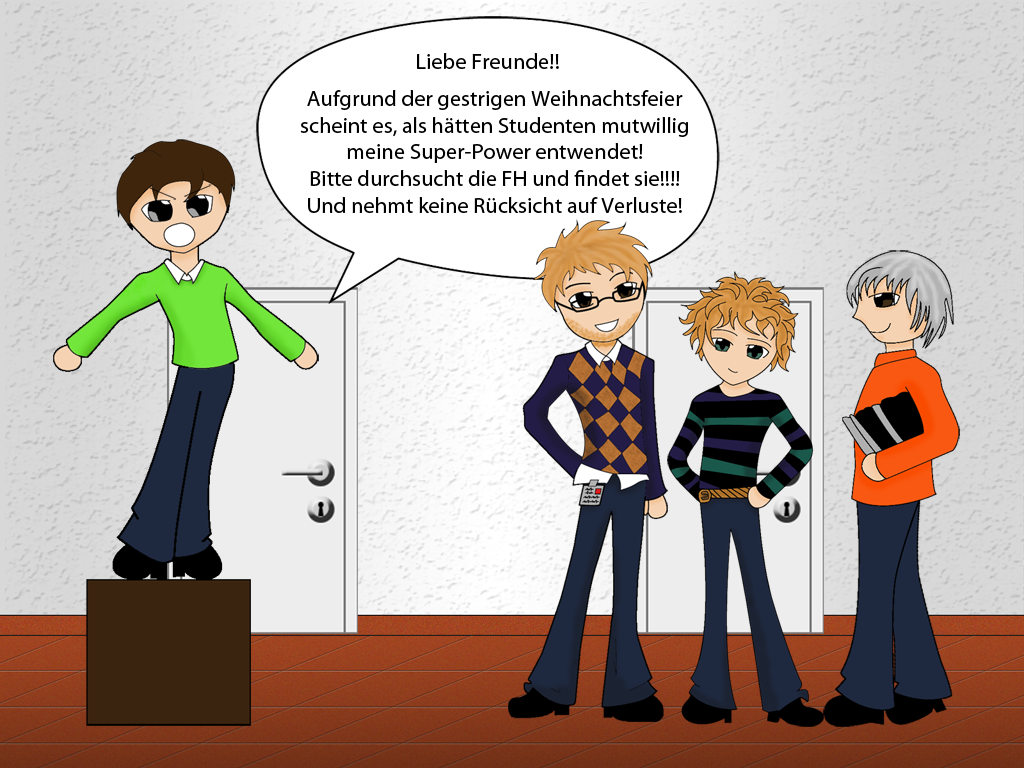 Liebe Freunde!!
Aufgrund der gestrigen Weihnachtsfeier
scheint es, als hätten Studenten mutwillig
meine Super-Power entwendet!
Bitte durchsucht die FH und findet sie!!!!
Und nehmt keine Rücksicht auf Verluste!